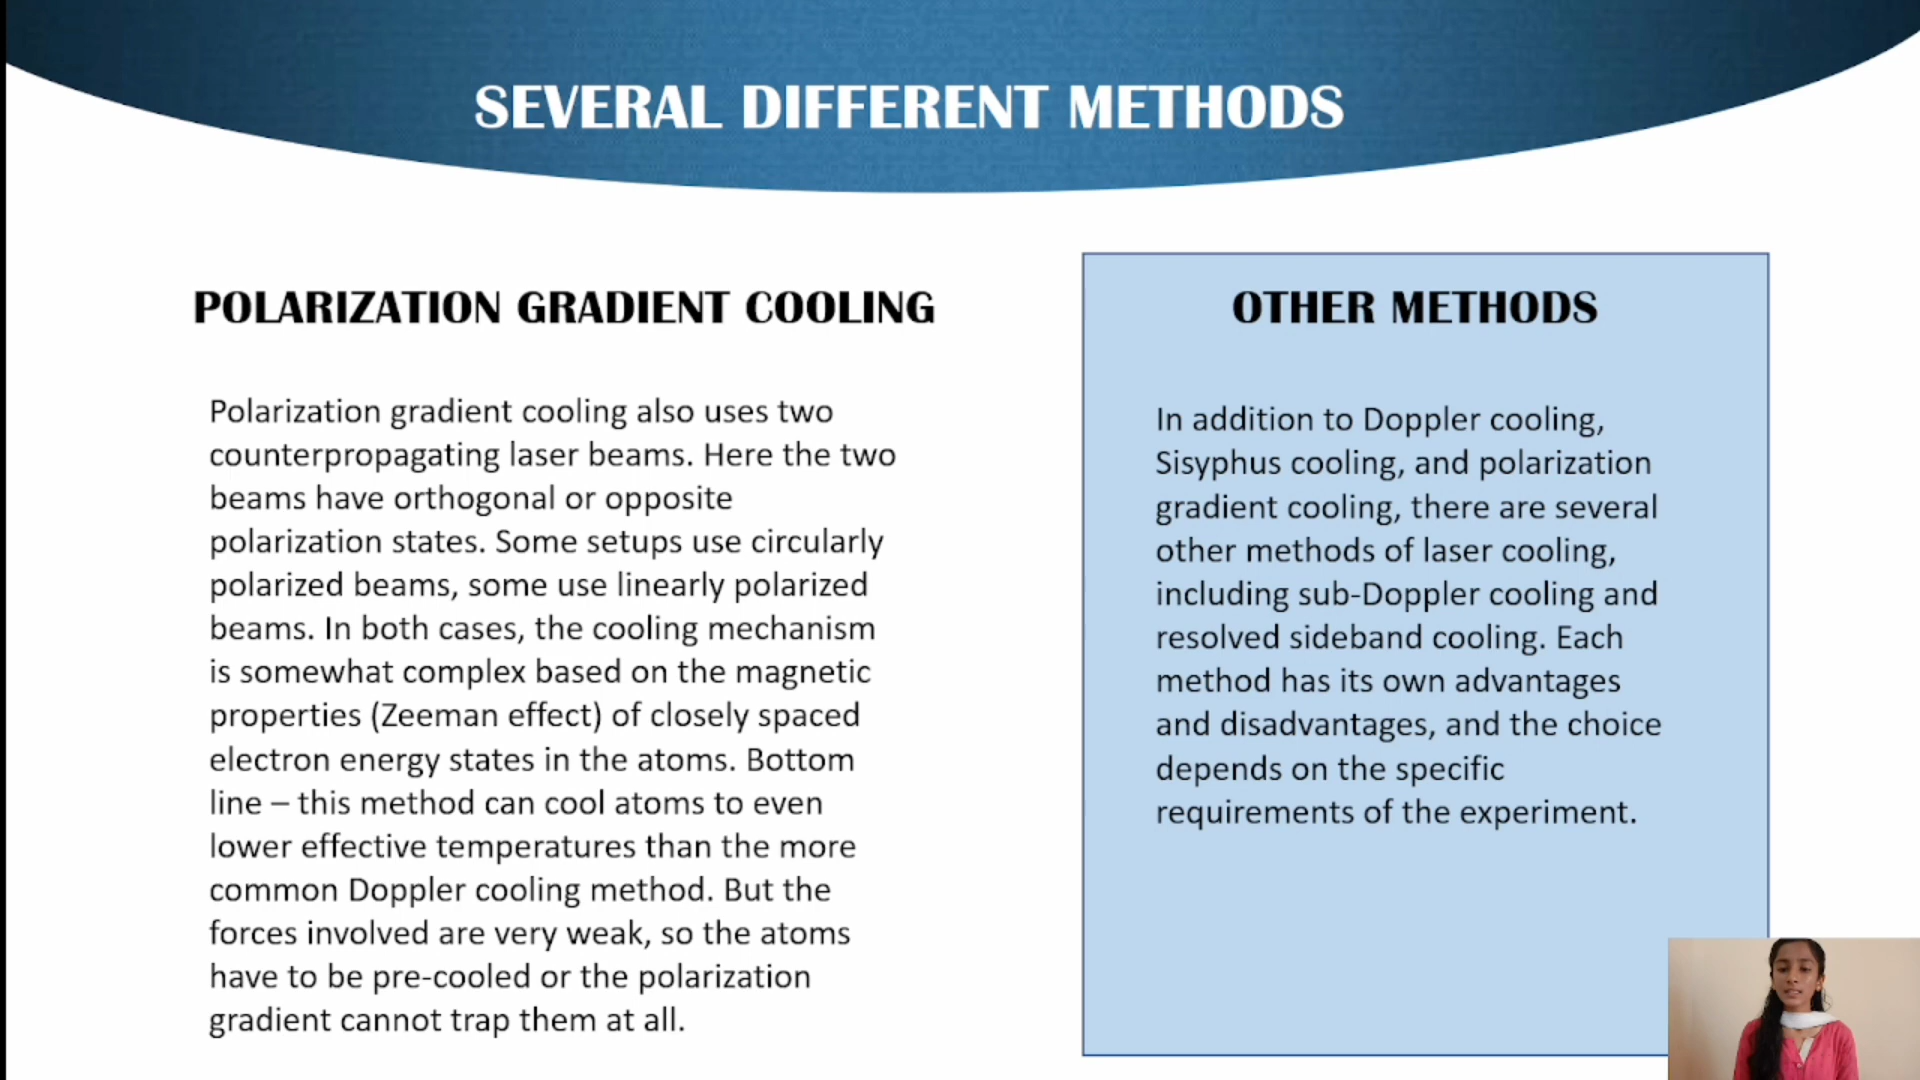 SEVERAL DIFFERENT METHODS
POLARIZATION GRADIENT COOLING
Polarization gradient cooling also uses two
counterpropagating laser beams. Here the two
beams have orthogonal or opposite
polarization states. Some setups use circularly
polarized beams, some use linearly polarized
beams. In both cases, the cooling mechanism
is somewhat complex based on the magnetic
properties (Zeeman effect) of closely spaced
electron energy states in the atoms. Bottom
line – this method can cool atoms to even
lower effective temperatures than the more
common Doppler cooling method. But the
forces involved are very weak, so the atoms
have to be pre-cooled or the polarization
gradient cannot trap them at all.
OTHER METHODS
In addition to Doppler cooling,
Sisyphus cooling, and polarization
gradient cooling, there are several
other methods of laser cooling,
including sub-Doppler cooling and
resolved sideband cooling. Each
method has its own advantages
and disadvantages, and the choice
depends on the specific
requirements of the experiment.